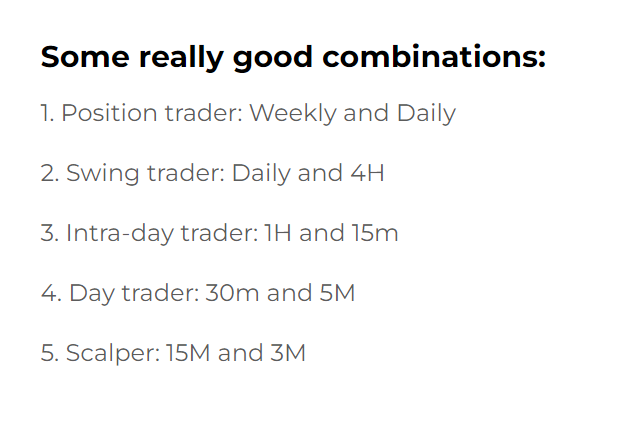 Some really good combinations:
1. Position trader: Weekly and Daily
2. Swing trader: Daily and 4H
3. Intra-day trader: 1H and 15m
4. Day trader: 30m and 5M
5. Scalper: 15M and 3M